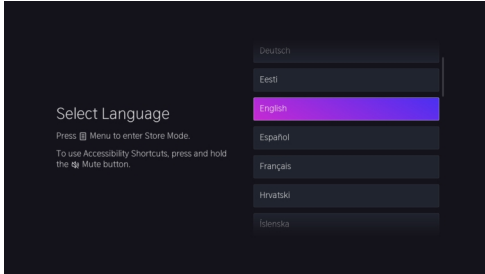 Select Language
Press Menu to enter Store Mode.
To use Accessibility Shortcuts, press and hold
the Mute button.
Deutsch
Eesti
English
Español
Français
Hrvatski
Íslenska